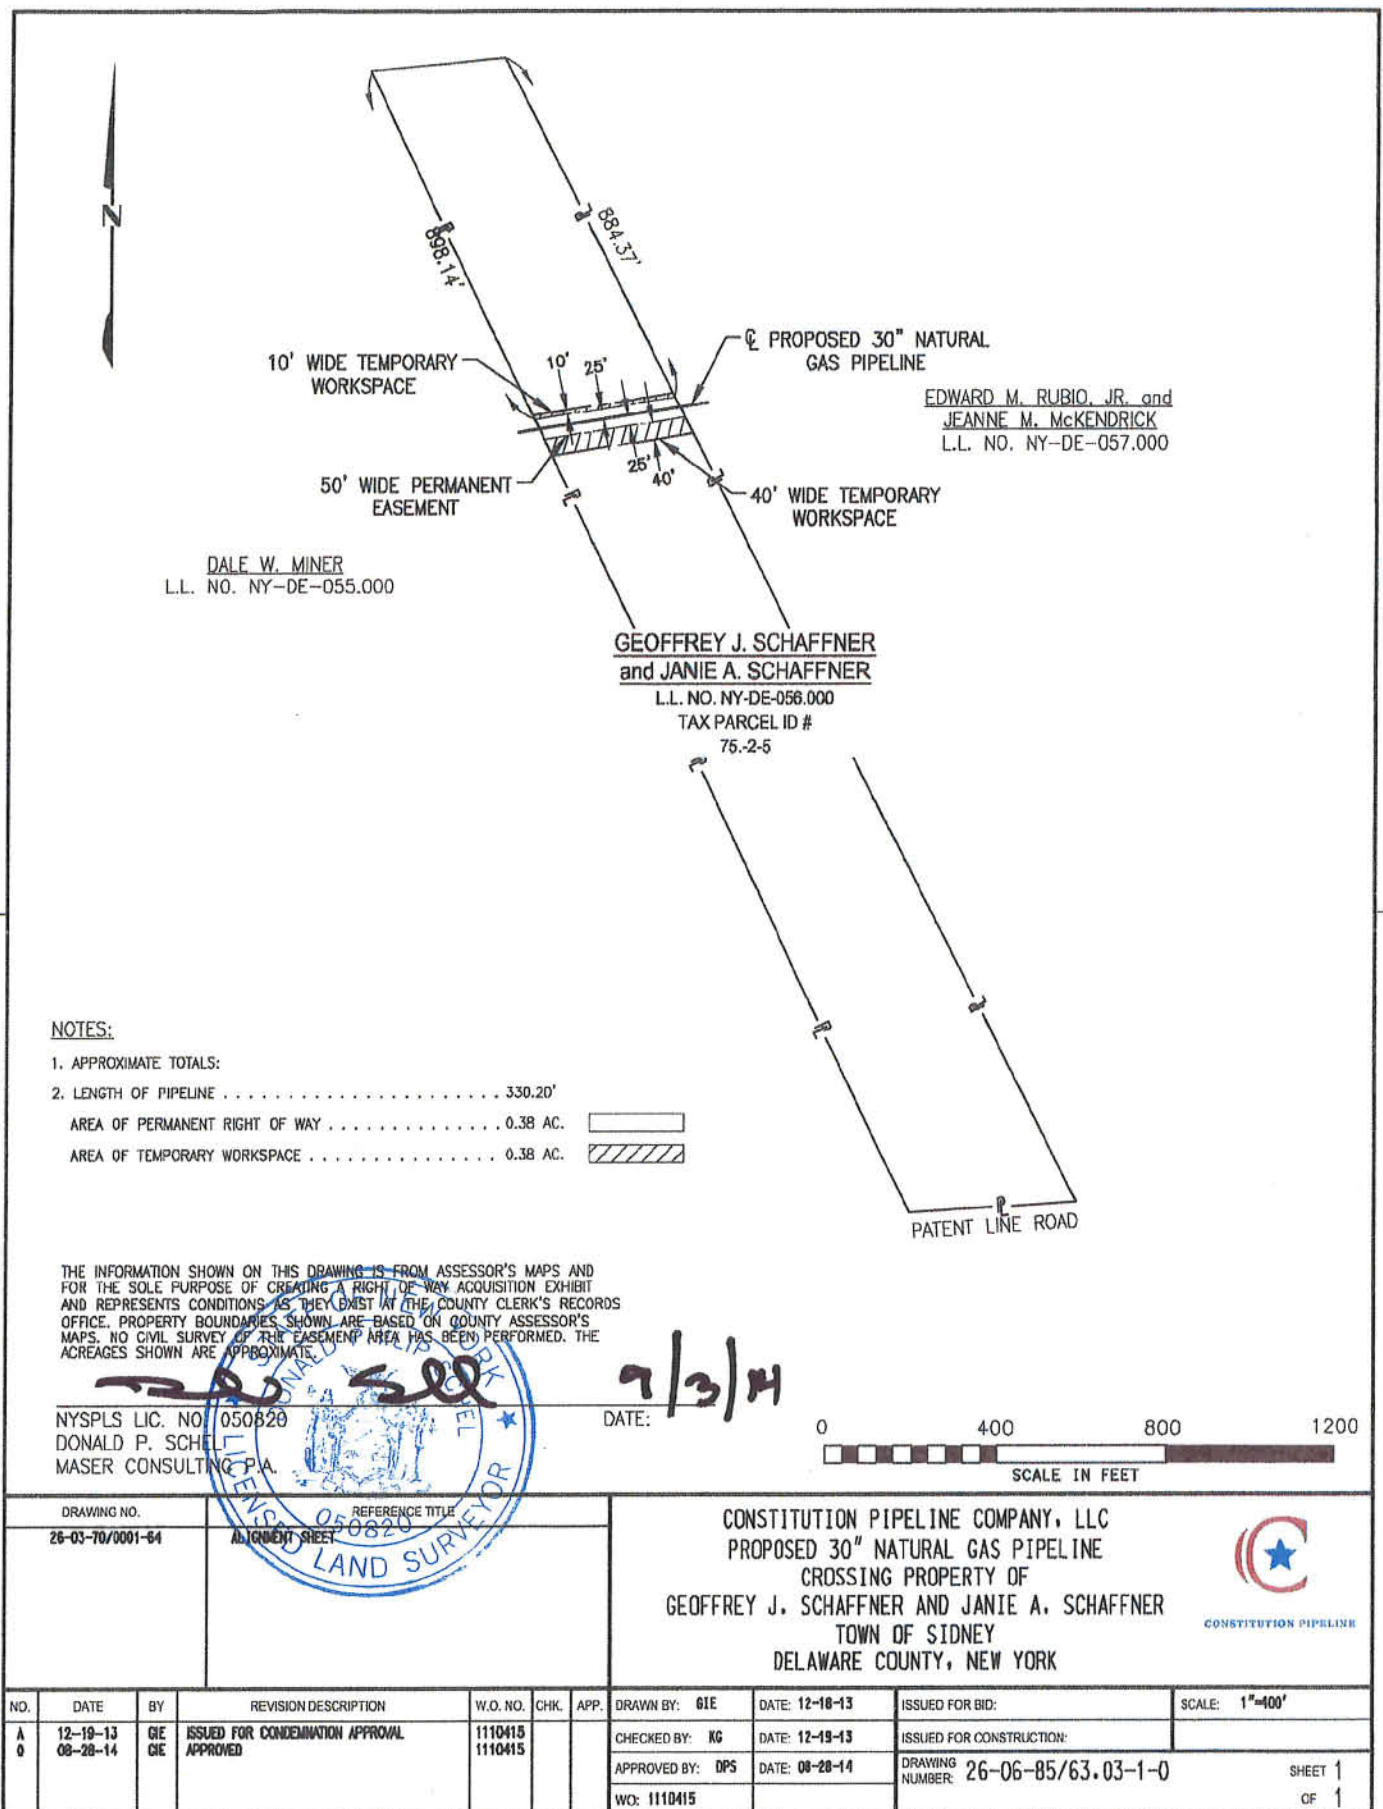 N
898.14'
884.37'
10' WIDE TEMPORARY
WORKSPACE
10'
25'
℄ PROPOSED 30" NATURAL
GAS PIPELINE
EDWARD M. RUBIO, JR. and
JEANNE M. McKENDRICK
L.L. NO. NY-DE-057.000
50' WIDE PERMANENT
EASEMENT
25'
40'
40' WIDE TEMPORARY
WORKSPACE
DALE W. MINER
L.L. NO. NY-DE-055.000
GEOFFREY J. SCHAFFNER
and JANIE A. SCHAFFNER
L.L. NO. NY-DE-056.000
TAX PARCEL ID #
75.-2-5
PATENT LINE ROAD
NOTES:
1. APPROXIMATE TOTALS:
2. LENGTH OF PIPELINE . . . . . . . . . . . . . . . . . . . . . . 330.20'
AREA OF PERMANENT RIGHT OF WAY . . . . . . . . . . . . . . 0.38 AC.
AREA OF TEMPORARY WORKSPACE . . . . . . . . . . . . . . . 0.38 AC.
THE INFORMATION SHOWN ON THIS DRAWING IS FROM ASSESSOR'S MAPS AND
FOR THE SOLE PURPOSE OF CREATING A RIGHT OF WAY ACQUISITION EXHIBIT
AND REPRESENTS CONDITIONS AS THEY EXIST AT THE COUNTY CLERK'S RECORDS
OFFICE. PROPERTY BOUNDARIES SHOWN ARE BASED ON COUNTY ASSESSOR'S
MAPS. NO CIVIL SURVEY OF THE EASEMENT AREA HAS BEEN PERFORMED. THE
ACREAGES SHOWN ARE APPROXIMATE.
STATE OF NEW YORK
DONALD PHILIP SCHEL
050820
LICENSED LAND SURVEYOR
NYSPLS LIC. NO. 050820
DONALD P. SCHEL
MASER CONSULTING P.A.
DATE: 9/3/14
0 400 800 1200
SCALE IN FEET
DRAWING NO. REFERENCE TITLE
26-03-70/0001-64 ALIGNMENT SHEET
CONSTITUTION PIPELINE COMPANY, LLC
PROPOSED 30" NATURAL GAS PIPELINE
CROSSING PROPERTY OF
GEOFFREY J. SCHAFFNER AND JANIE A. SCHAFFNER
TOWN OF SIDNEY
DELAWARE COUNTY, NEW YORK
CONSTITUTION PIPELINE
NO. DATE BY REVISION DESCRIPTION W.O. NO. CHK. APP.
A 12-19-13 GIE ISSUED FOR CONDEMNATION APPROVAL 1110415
0 08-28-14 GIE APPROVED 1110415
DRAWN BY: GIE DATE: 12-18-13 ISSUED FOR BID: SCALE: 1"=400'
CHECKED BY: KG DATE: 12-19-13 ISSUED FOR CONSTRUCTION:
APPROVED BY: DPS DATE: 08-28-14 DRAWING NUMBER: 26-06-85/63.03-1-0 SHEET 1
WO: 1110415 OF 1